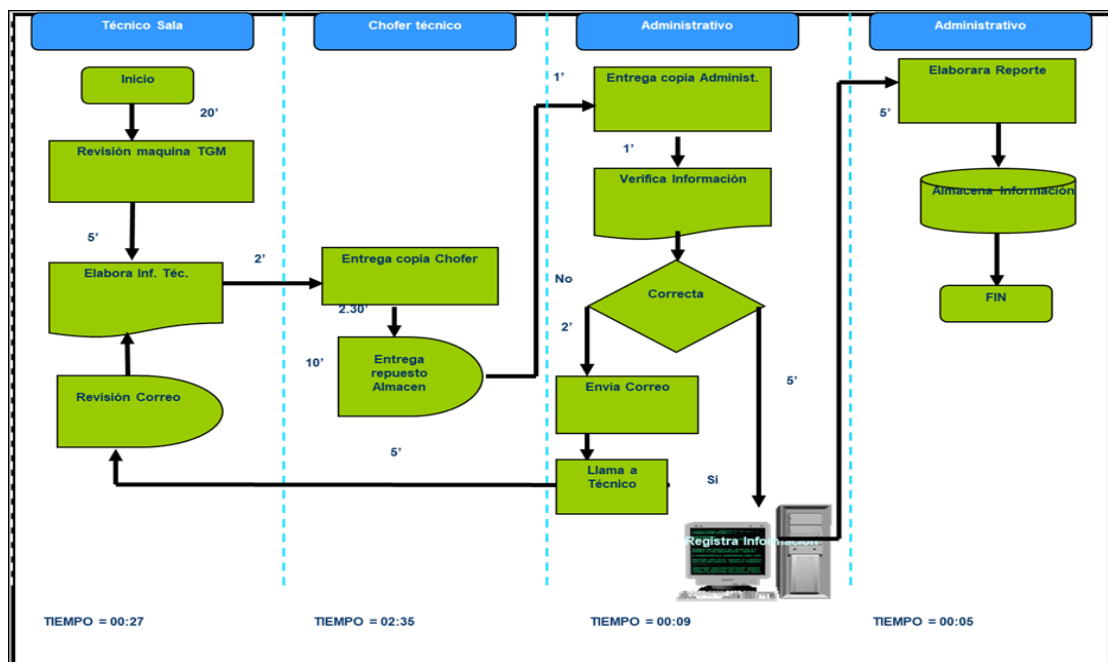 Técnico Sala
Chofer técnico
Administrativo
Administrativo
Inicio
20’
Revisión maquina TGM
5’
Elabora Inf. Téc.
2’
Revisión Correo
Entrega copia Chofer
2.30’
10’
Entrega
repuesto
Almacen
5’
1’
Entrega copia Administ.
1’
Verifica Información
No
Correcta
2’
Envía Correo
5’
Llama a
Técnico
Si
Registra Información
Elaborara Reporte
5’
Almacena Información
FIN
TIEMPO = 00:27
TIEMPO = 02:35
TIEMPO = 00:09
TIEMPO = 00:05